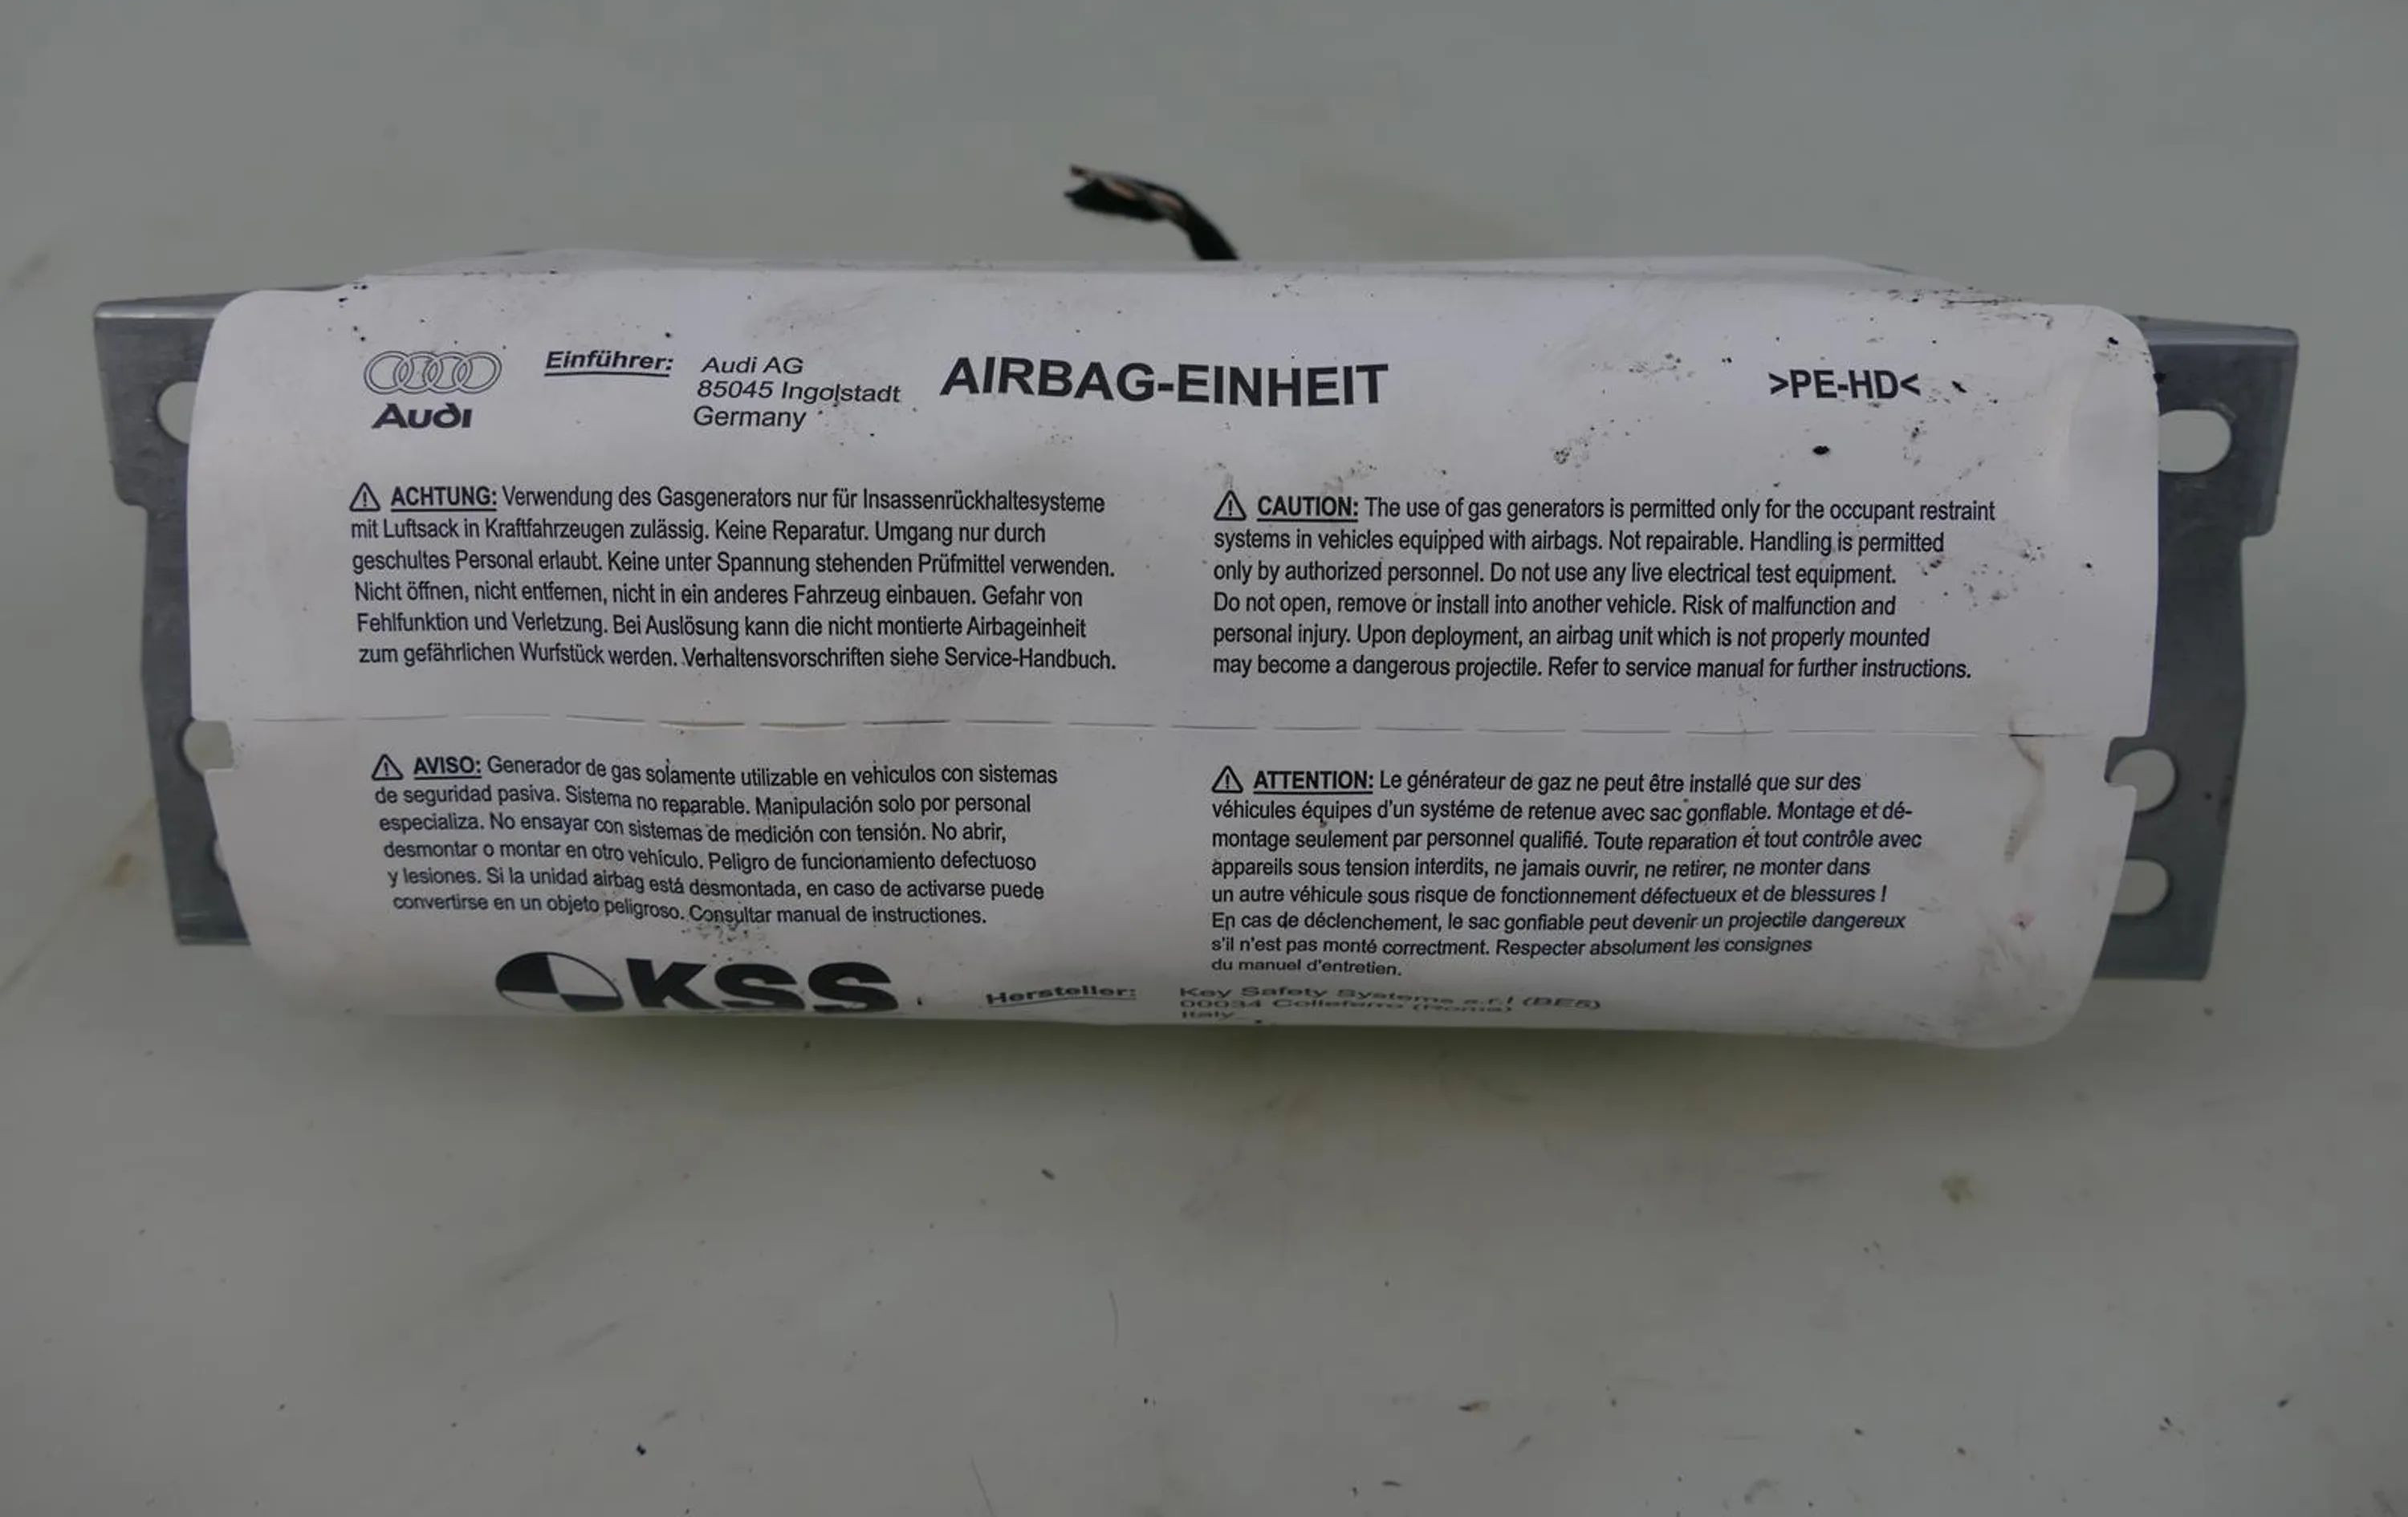 Audi
Einführer:
Audi AG
85045 Ingolstadt
Germany
AIRBAG-EINHEIT
>PE-HD<
ACHTUNG: Verwendung des Gasgenerators nur für Insassenrückhaltesysteme
mit Luftsack in Kraftfahrzeugen zulässig. Keine Reparatur. Umgang nur durch
geschultes Personal erlaubt. Keine unter Spannung stehenden Prüfmittel verwenden.
Nicht öffnen, nicht entfernen, nicht in ein anderes Fahrzeug einbauen. Gefahr von
Fehlfunktion und Verletzung. Bei Auslösung kann die nicht montierte Airbageinheit
zum gefährlichen Wurfstück werden. Verhaltensvorschriften siehe Service-Handbuch.
CAUTION: The use of gas generators is permitted only for the occupant restraint
systems in vehicles equipped with airbags. Not repairable. Handling is permitted
only by authorized personnel. Do not use any live electrical test equipment.
Do not open, remove or install into another vehicle. Risk of malfunction and
personal injury. Upon deployment, an airbag unit which is not properly mounted
may become a dangerous projectile. Refer to service manual for further instructions.
AVISO: Generador de gas solamente utilizable en vehiculos con sistemas
de seguridad pasiva. Sistema no reparable. Manipulación solo por personal
especializa. No ensayar con sistemas de medición con tensión. No abrir,
desmontar o montar en otro vehículo. Peligro de funcionamiento defectuoso
y lesiones. Si la unidad airbag está desmontada, en caso de activarse puede
convertirse en un objeto peligroso. Consultar manual de instructiones.
ATTENTION: Le générateur de gaz ne peut être installé que sur des
véhicules équipes d'un systéme de retenue avec sac gonflable. Montage et dé-
montage seulement par personnel qualifié. Toute reparation et tout contrôle avec
appareils sous tension interdits, ne jamais ouvrir, ne retirer, ne monter dans
un autre véhicule sous risque de fonctionnement défectueux et de blessures !
En cas de déclenchement, le sac gonfiable peut devenir un projectile dangereux
s'il n'est pas monté correctment. Respecter absolument les consignes
du manuel d'entretien.
KSS
Hersteller:
Key Safety Systems s.r.l (BE5)
00034 Colleferro (Roma)
Italy